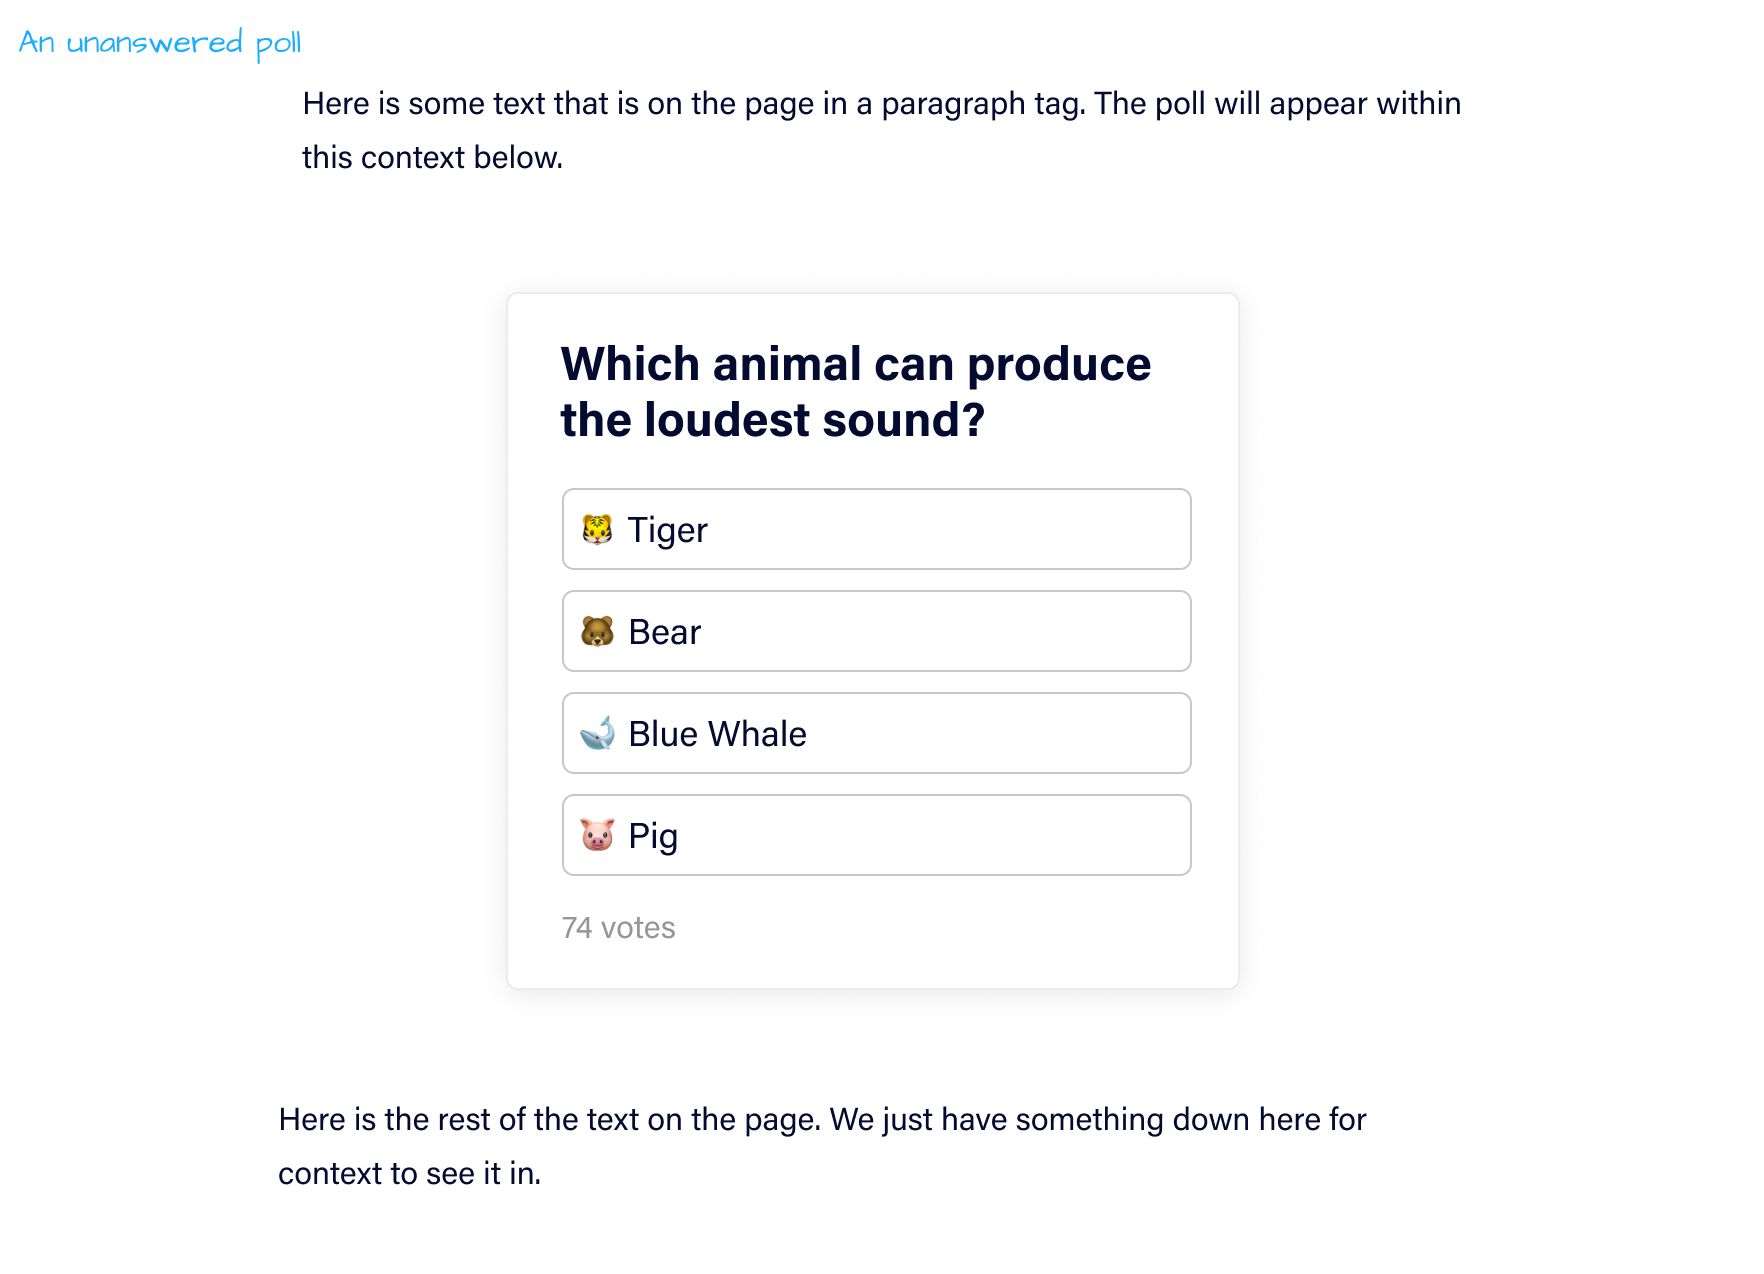 An unanswered poll
Here is some text that is on the page in a paragraph tag. The poll will appear within
this context below.
Which animal can produce
the loudest sound?
🐯 Tiger
🐻 Bear
🐋 Blue Whale
🐷 Pig
74 votes
Here is the rest of the text on the page. We just have something down here for
context to see it in.